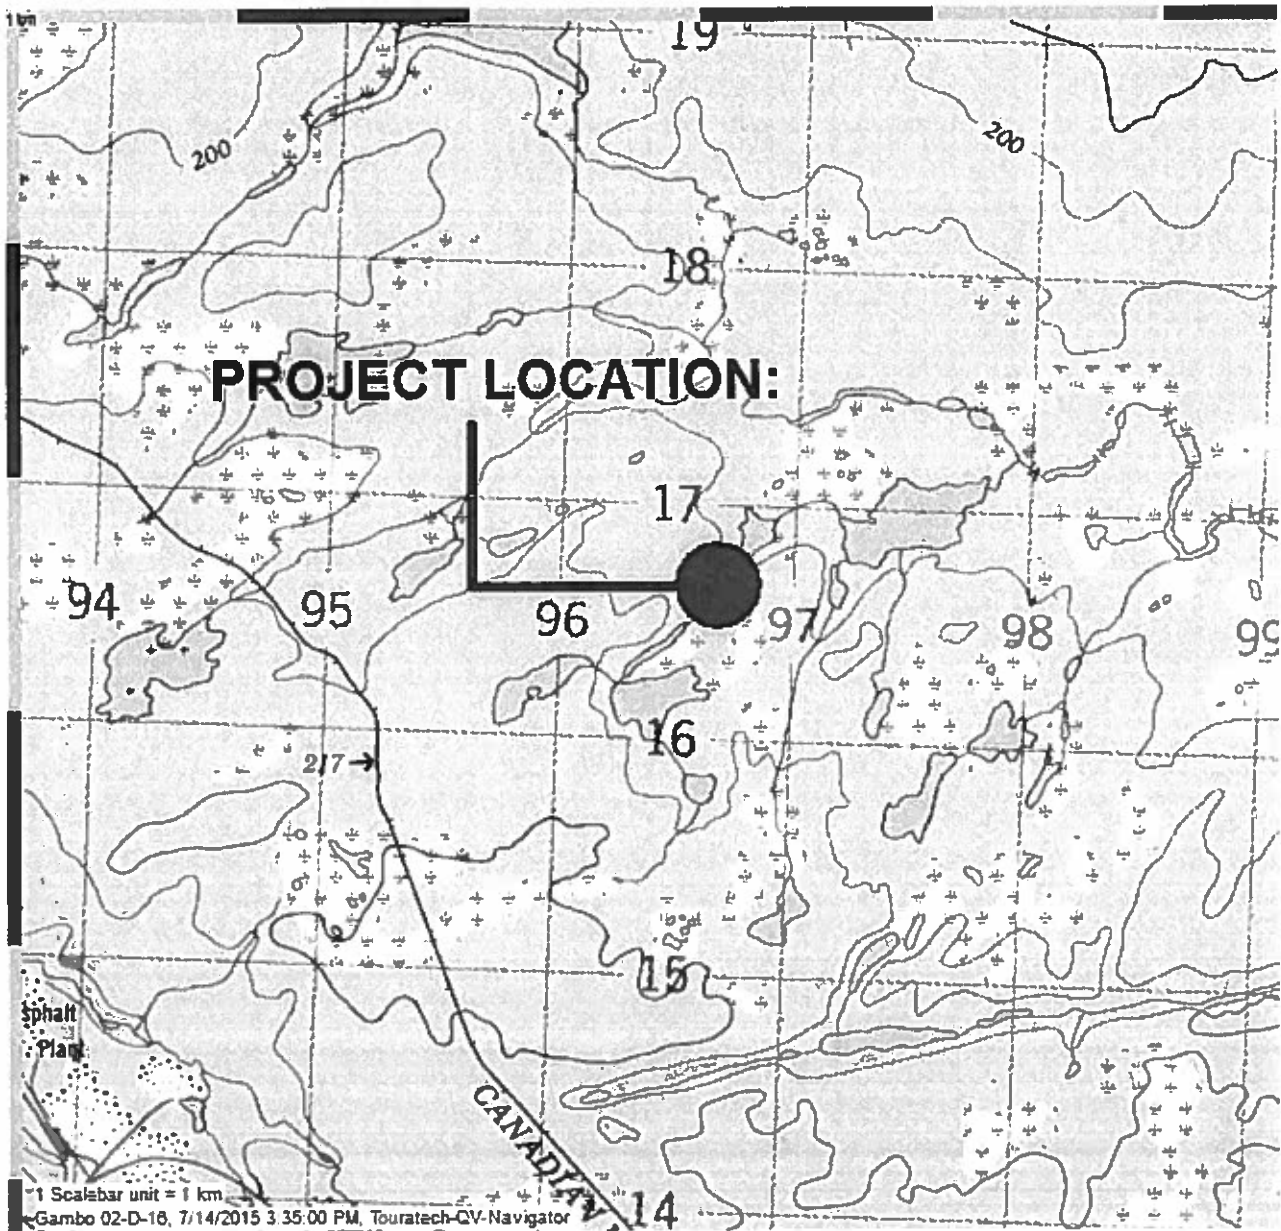 1 km
19
200
200
18
PROJECT LOCATION:
17
94
95
96
97
98
99
16
217
15
sphalt
Plant
CANADIAN
14
1 Scalebar unit = 1 km
Gambo 02-D-16, 7/14/2015 3:35:00 PM, Touratech-QV-Navigator